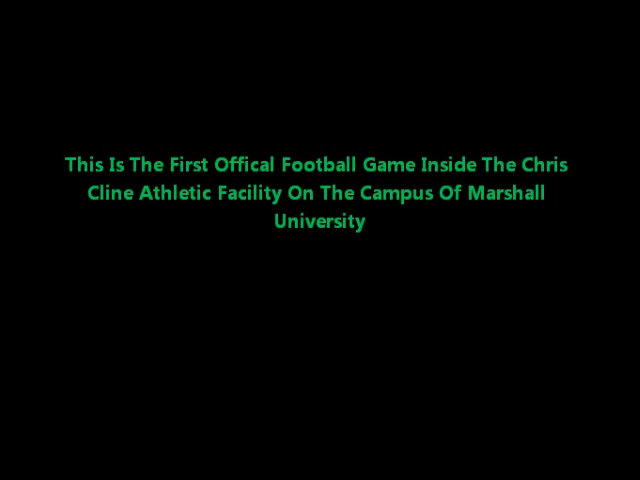 This Is The First Offical Football Game Inside The Chris
Cline Athletic Facility On The Campus Of Marshall
University